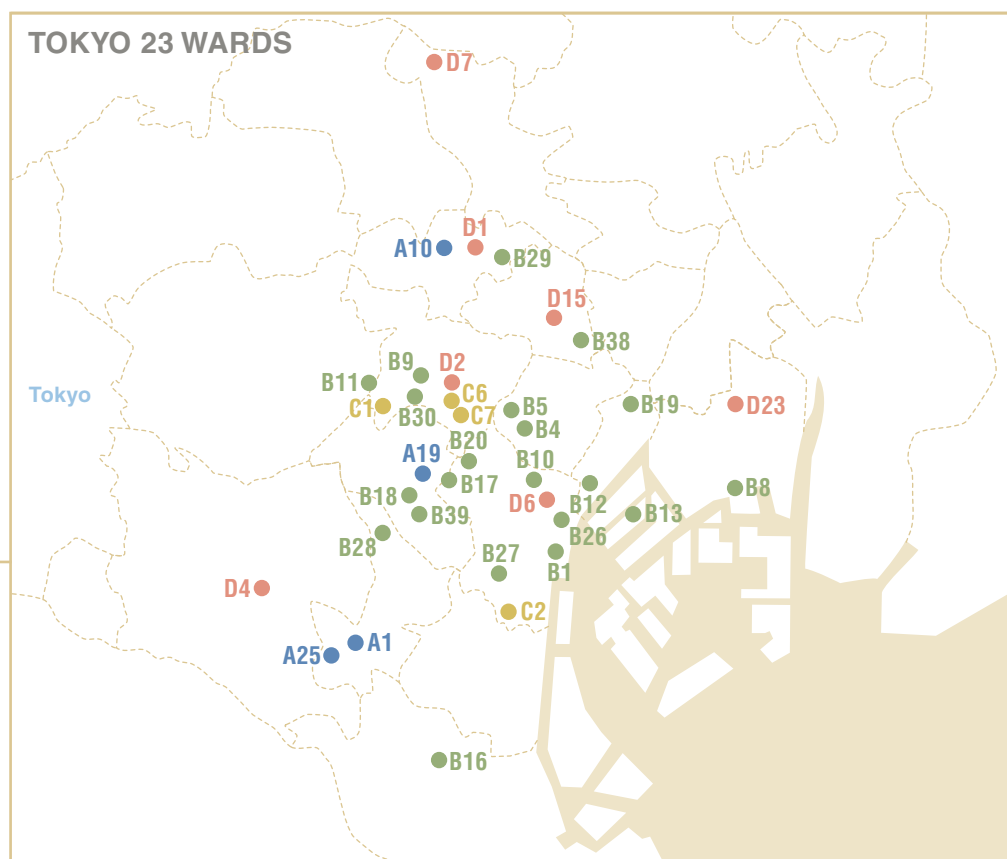 TOKYO 23 WARDS
D7
D1
A10
B29
D15
B38
B9
D2
B11
C6
Tokyo
C1
B30
C7
B5
B19
D23
B4
B20
A19
B10
B17
B18
D6
B12
B8
B39
B13
B26
B28
B27
B1
D4
C2
A1
A25
B16